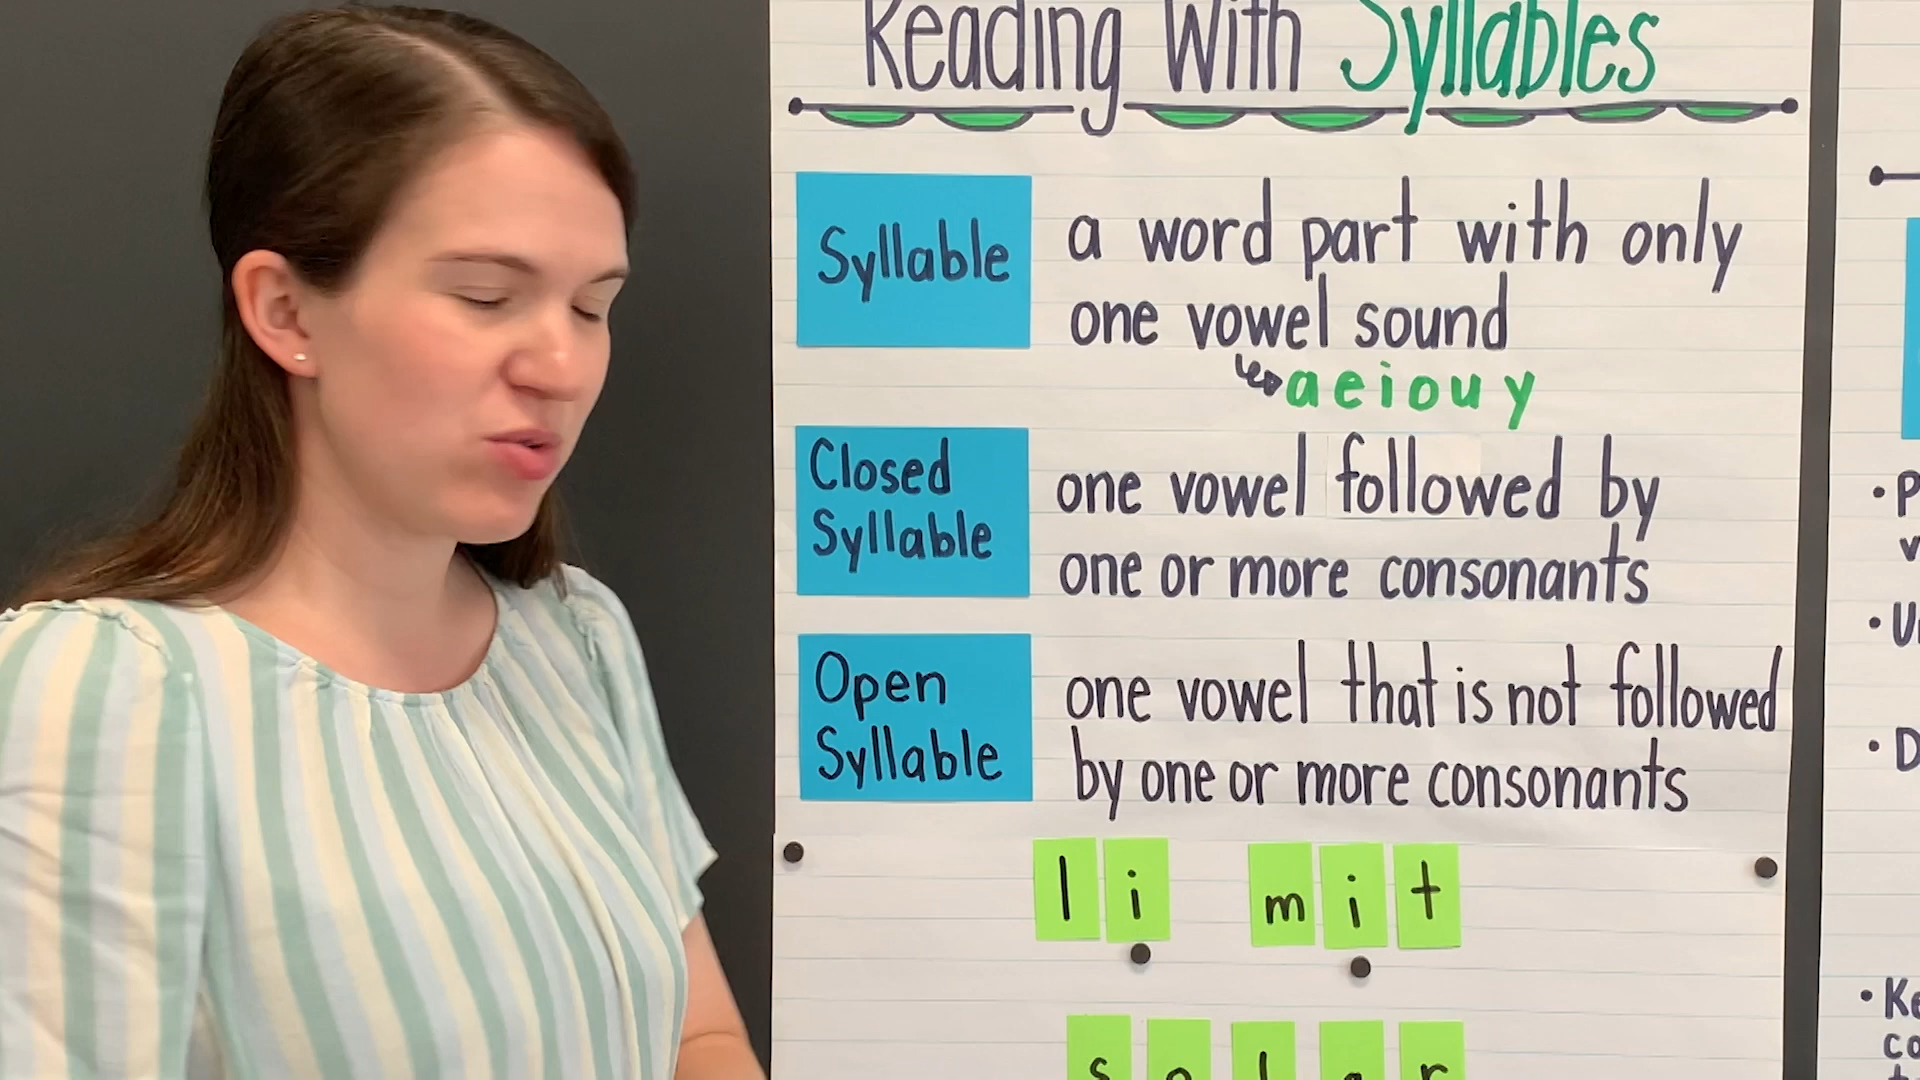 Reading With Syllables
Syllable
a word part with only
one vowel sound
a e i o u y
Closed
Syllable
one vowel followed by
one or more consonants
Open
Syllable
one vowel that is not followed
by one or more consonants
l i m i t